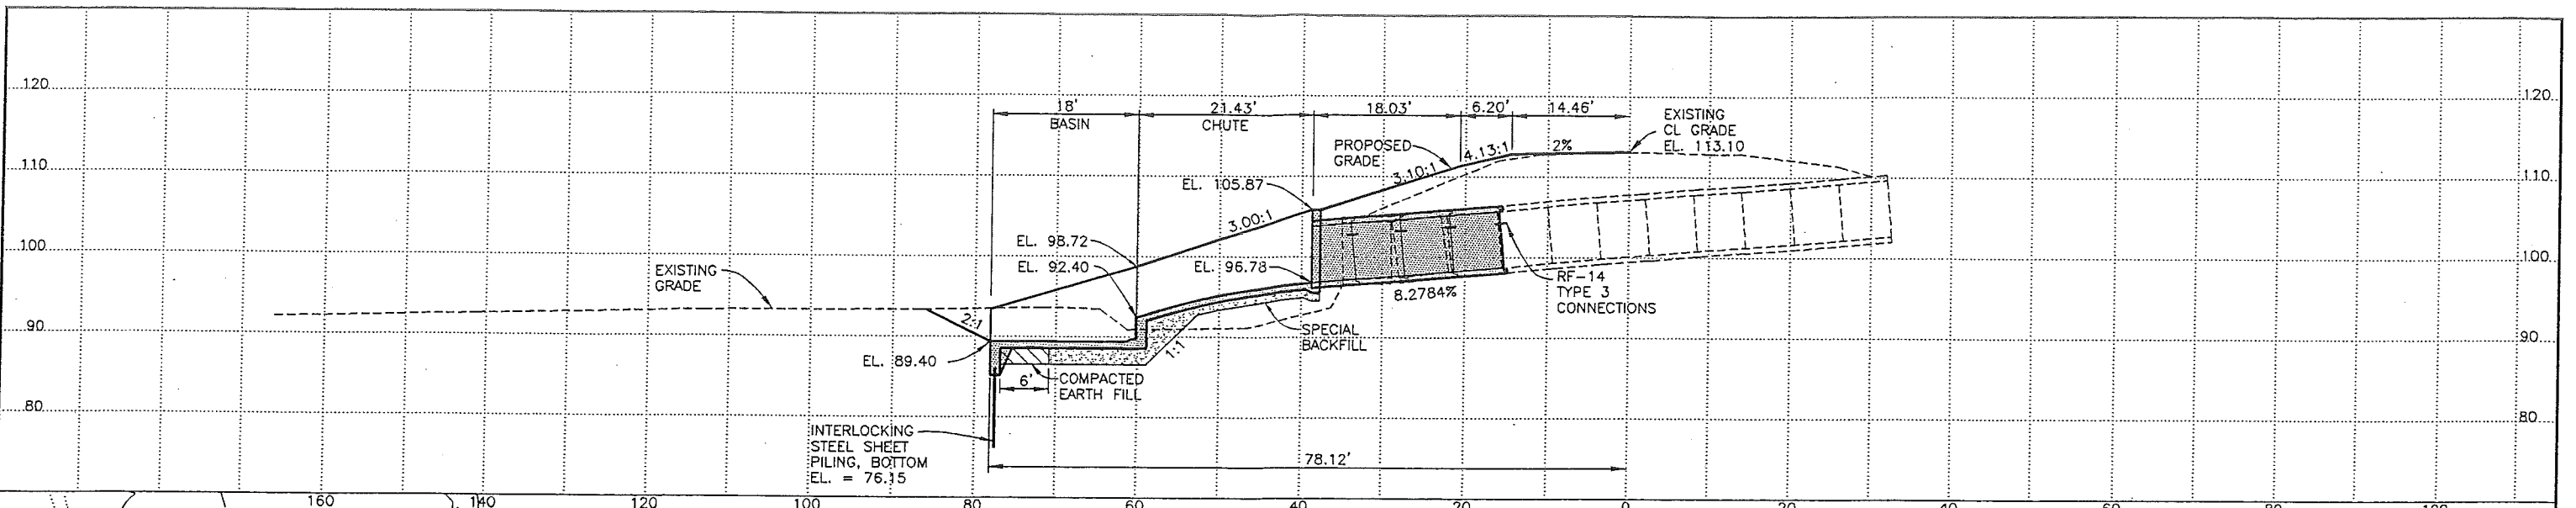 120
120
18'
21.43'
18.03'
6.20'
14.46'
BASIN
CHUTE
EXISTING
CL GRADE
EL. 113.10
PROPOSED
GRADE
4.13:1
2%
110
110
3.10:1
EL. 105.87
3.00:1
EL. 98.72
EL. 92.40
EL. 96.78
100
100
EXISTING
GRADE
8.2784%
RF-14
TYPE 3
CONNECTIONS
2:1
90
90
SPECIAL
BACKFILL
1:1
EL. 89.40
6'
COMPACTED
EARTH FILL
80
80
INTERLOCKING
STEEL SHEET
PILING, BOTTOM
EL. = 76.15
78.12'
160
140
120
100
80
60
40
20
0
20
40
60
80
100